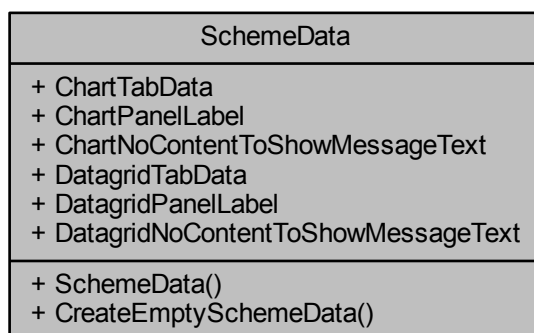 SchemeData
+ ChartTabData
+ ChartPanelLabel
+ ChartNoContentToShowMessageText
+ DatagridTabData
+ DatagridPanelLabel
+ DatagridNoContentToShowMessageText
+ SchemeData()
+ CreateEmptySchemeData()